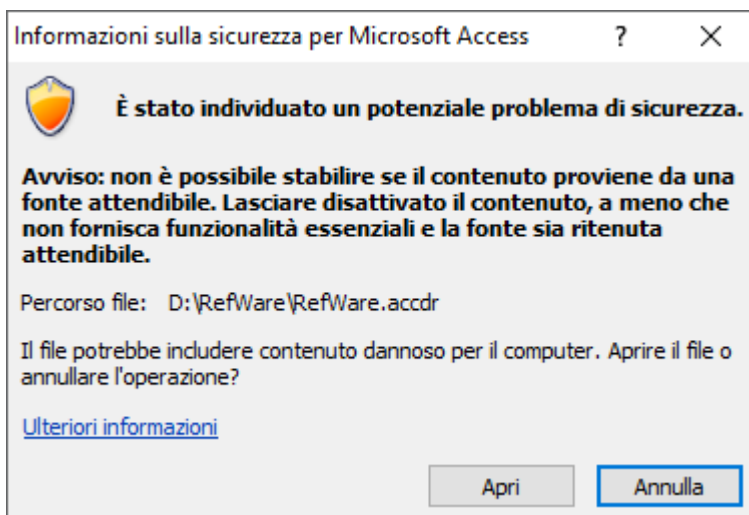 Informazioni sulla sicurezza per Microsoft Access
È stato individuato un potenziale problema di sicurezza.
Avviso: non è possibile stabilire se il contenuto proviene da una
fonte attendibile. Lasciare disattivato il contenuto, a meno che
non fornisca funzionalità essenziali e la fonte sia ritenuta
attendibile.
Percorso file: D:\RefWare\RefWare.accdr
Il file potrebbe includere contenuto dannoso per il computer. Aprire il file o
annullare l'operazione?
Ulteriori informazioni
Apri Annulla